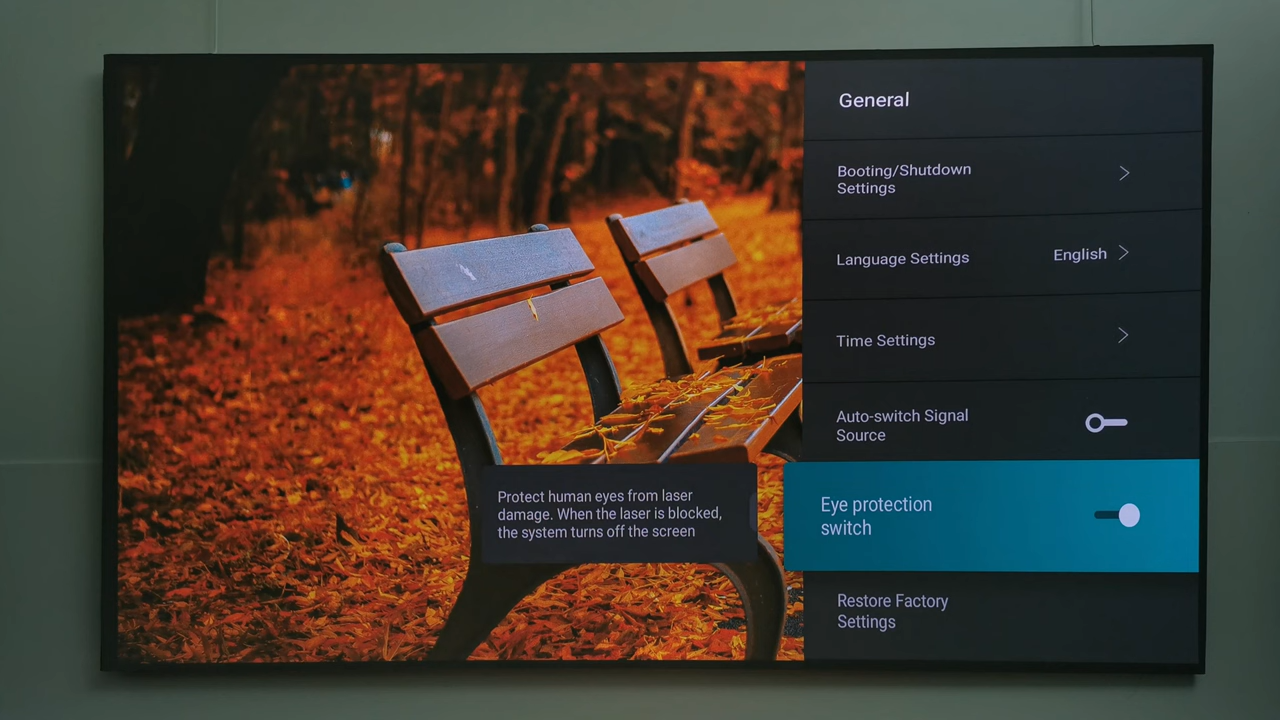 General
Booting/Shutdown
Settings
Language Settings
English
Time Settings
Auto-switch Signal
Source
Protect human eyes from laser
damage. When the laser is blocked,
the system turns off the screen
Eye protection
switch
Restore Factory
Settings